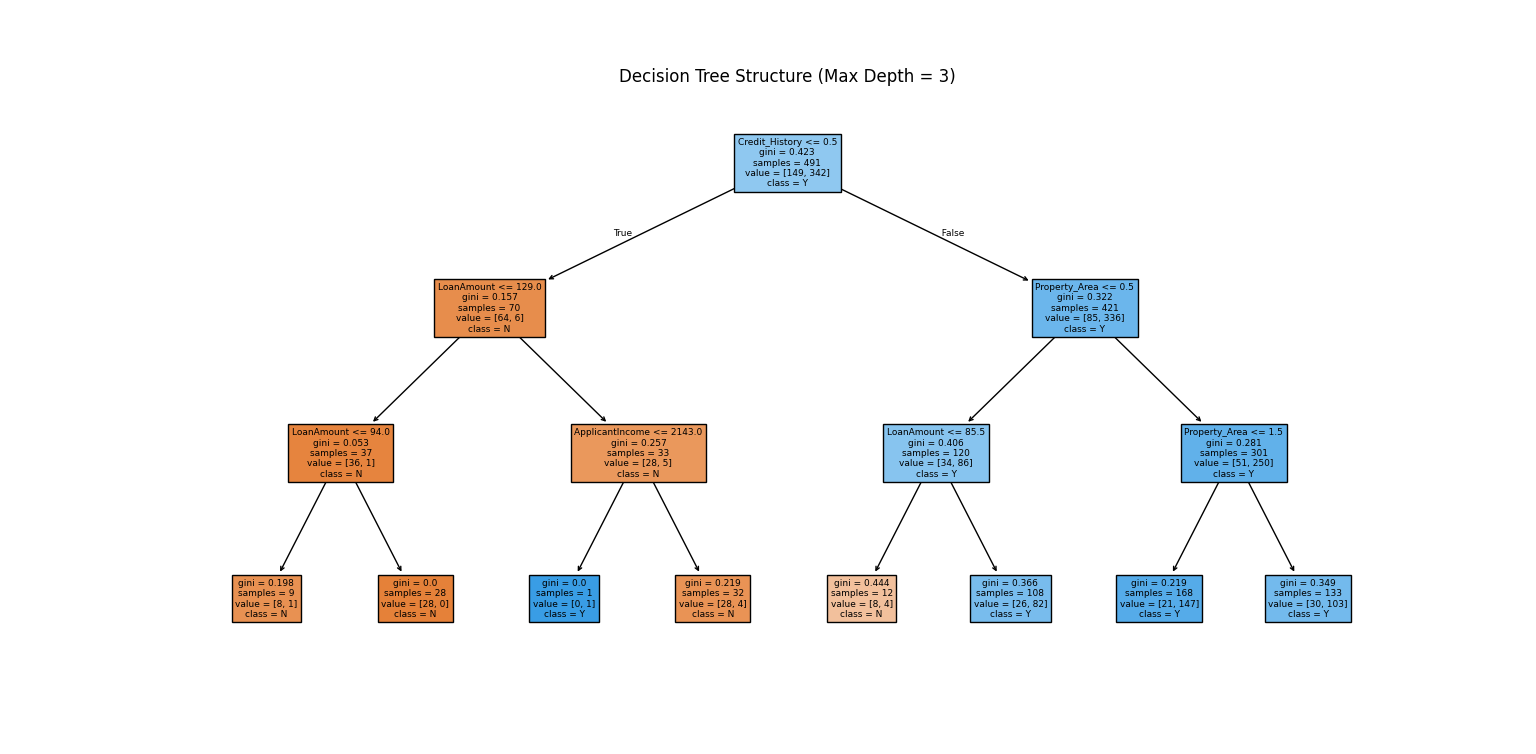 Decision Tree Structure (Max Depth = 3)
Credit_History <= 0.5
gini = 0.423
samples = 491
value = [149, 342]
class = Y
True
False
LoanAmount <= 129.0
gini = 0.157
samples = 70
value = [64, 6]
class = N
Property_Area <= 0.5
gini = 0.322
samples = 421
value = [85, 336]
class = Y
LoanAmount <= 94.0
gini = 0.053
samples = 37
value = [36, 1]
class = N
ApplicantIncome <= 2143.0
gini = 0.257
samples = 33
value = [28, 5]
class = N
LoanAmount <= 85.5
gini = 0.406
samples = 120
value = [34, 86]
class = Y
Property_Area <= 1.5
gini = 0.281
samples = 301
value = [51, 250]
class = Y
gini = 0.198
samples = 9
value = [8, 1]
class = N
gini = 0.0
samples = 28
value = [28, 0]
class = N
gini = 0.0
samples = 1
value = [0, 1]
class = Y
gini = 0.219
samples = 32
value = [28, 4]
class = N
gini = 0.444
samples = 12
value = [8, 4]
class = N
gini = 0.366
samples = 108
value = [26, 82]
class = Y
gini = 0.219
samples = 168
value = [21, 147]
class = Y
gini = 0.349
samples = 133
value = [30, 103]
class = Y